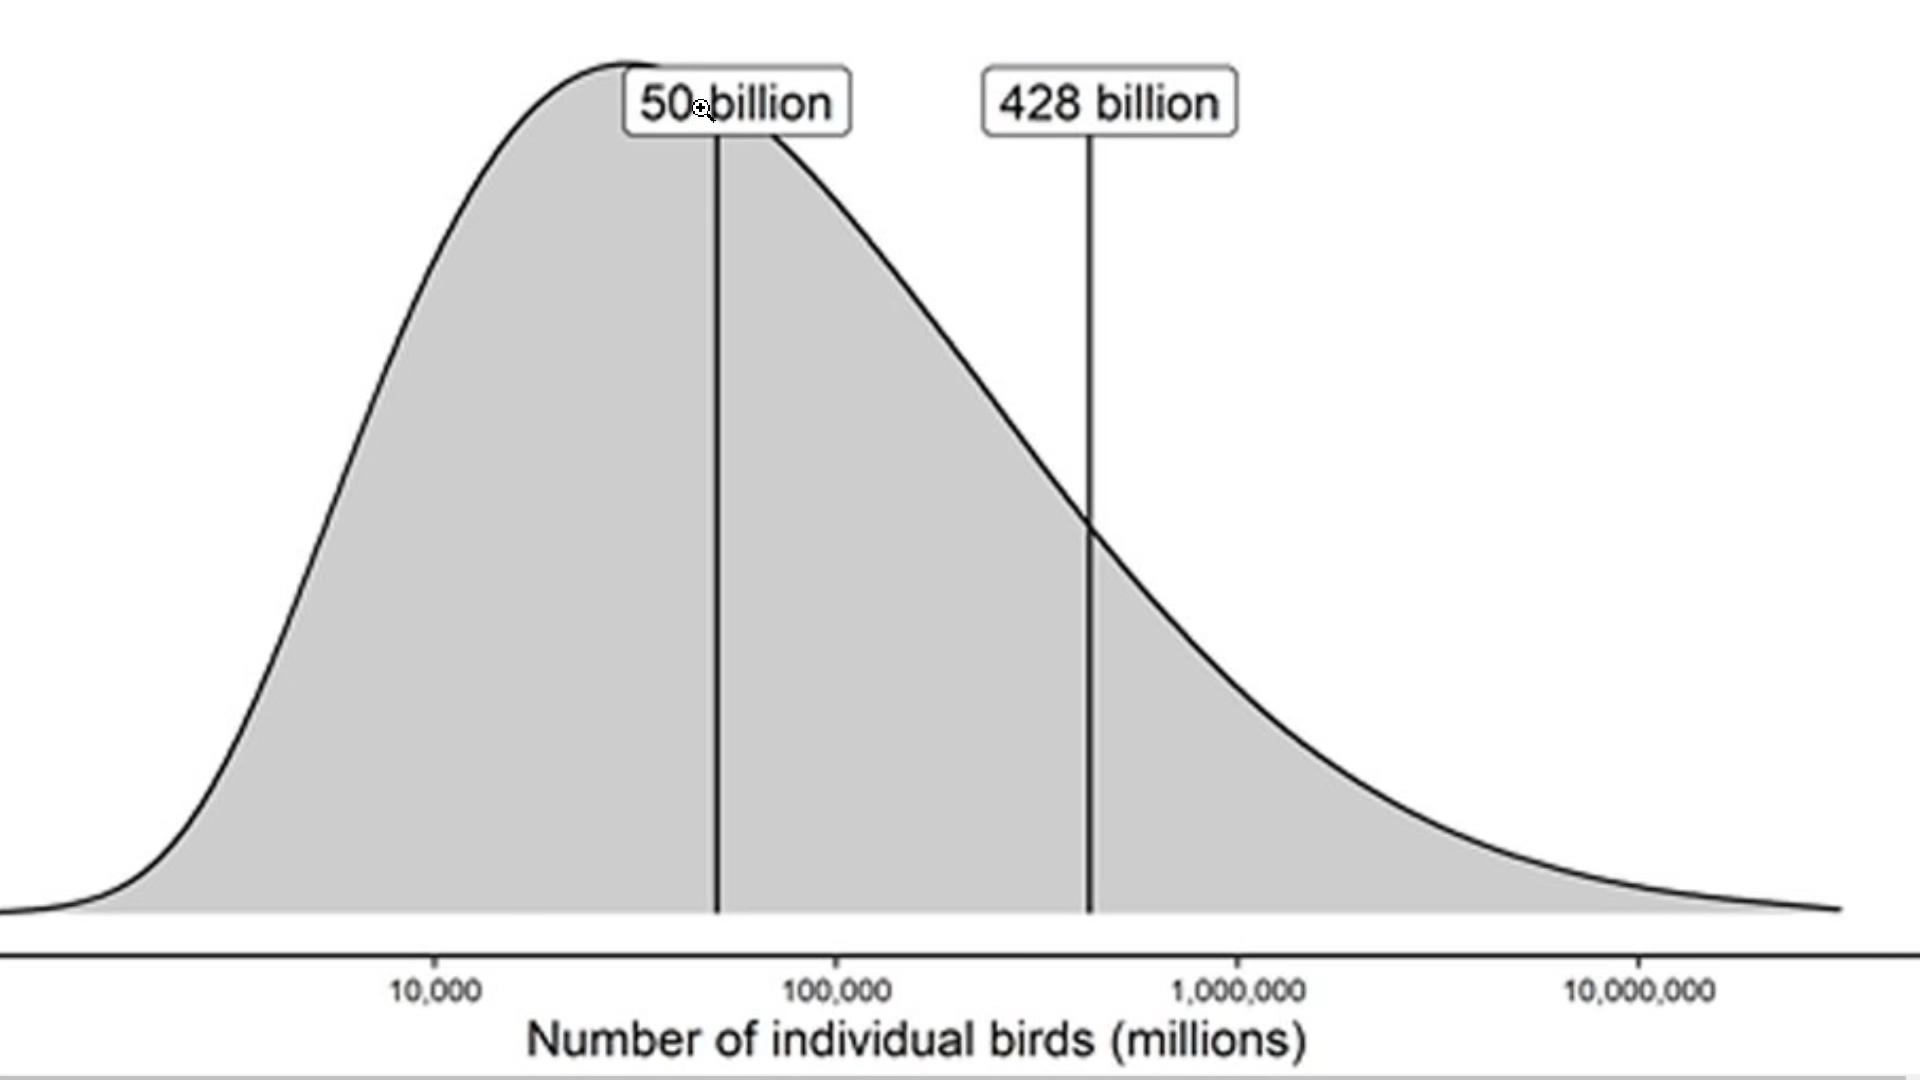 50 billion
428 billion
10,000
100,000
1,000,000
10,000,000
Number of individual birds (millions)